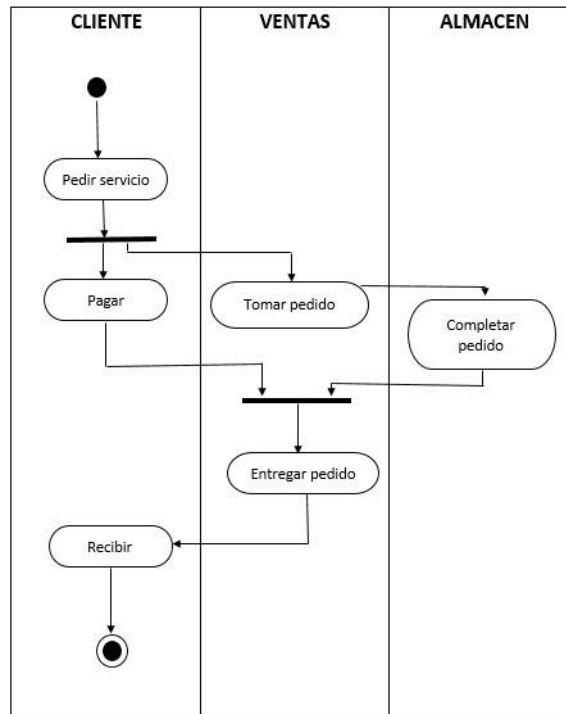 CLIENTE
VENTAS
ALMACEN
Pedir servicio
Pagar
Tomar pedido
Completar
pedido
Entregar pedido
Recibir